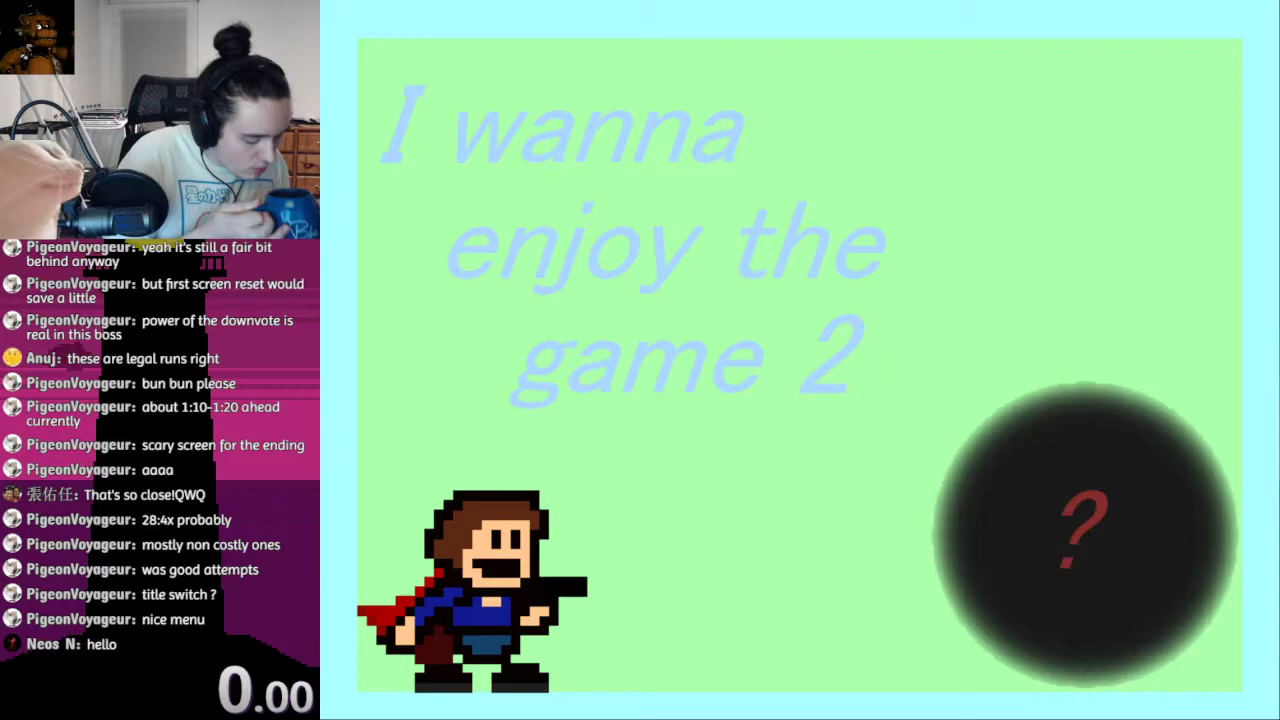 PigeonVoyageur: yeah it's still a fair bit
behind anyway
PigeonVoyageur: but first screen reset would
save a little
PigeonVoyageur: power of the downvote is
real in this boss
Anuj: these are legal runs right
PigeonVoyageur: bun bun please
PigeonVoyageur: about 1:10-1:20 ahead
currently
PigeonVoyageur: scary screen for the ending
PigeonVoyageur: aaaa
張佑任: That's so close!QWQ
PigeonVoyageur: 28:4x probably
PigeonVoyageur: mostly non costly ones
PigeonVoyageur: was good attempts
PigeonVoyageur: title switch ?
PigeonVoyageur: nice menu
Neos N: hello
0.00
I wanna
enjoy the
game 2
?